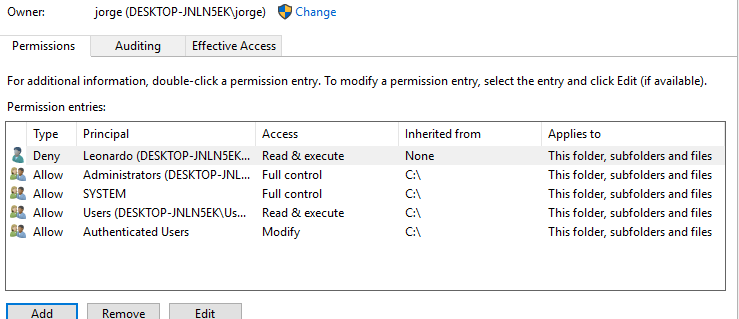 Owner: jorge (DESKTOP-JNLN5EK\jorge) Change
Permissions Auditing Effective Access
For additional information, double-click a permission entry. To modify a permission entry, select the entry and click Edit (if available).
Permission entries:
Type Principal Access Inherited from Applies to
Deny Leonardo (DESKTOP-JNLN5EK... Read & execute None This folder, subfolders and files
Allow Administrators (DESKTOP-JNL... Full control C:\ This folder, subfolders and files
Allow SYSTEM Full control C:\ This folder, subfolders and files
Allow Users (DESKTOP-JNLN5EK\Us... Read & execute C:\ This folder, subfolders and files
Allow Authenticated Users Modify C:\ This folder, subfolders and files
Add Remove Edit